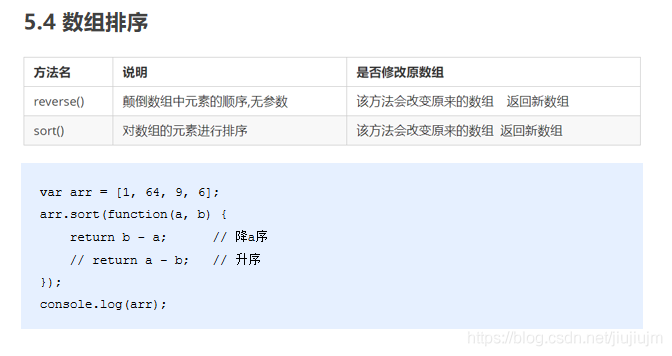 5.4 数组排序
方法名 说明 是否修改原数组
reverse() 颠倒数组中元素的顺序,无参数 该方法会改变原来的数组 返回新数组
sort() 对数组的元素进行排序 该方法会改变原来的数组 返回新数组
var arr = [1, 64, 9, 6];
arr.sort(function(a, b) {
    return b - a;      // 降a序
    // return a - b;   // 升序
});
console.log(arr);
https://blog.csdn.net/jiujiujm